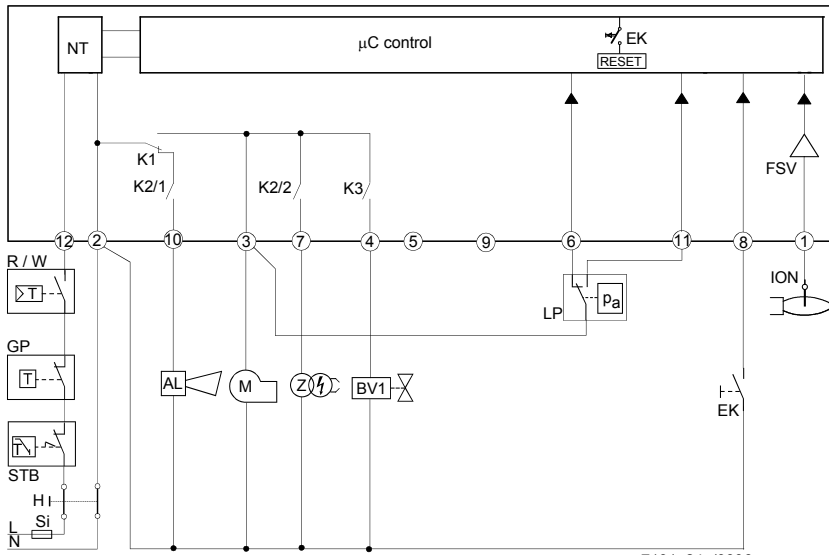 NT
µC control
EK
RESET
FSV
K1
K2/1
K2/2
K3
12
2
10
3
7
4
5
9
6
11
8
1
R / W
T
GP
T
STB
T
H
L
Si
N
AL
M
Z
BV1
LP
pa
EK
ION